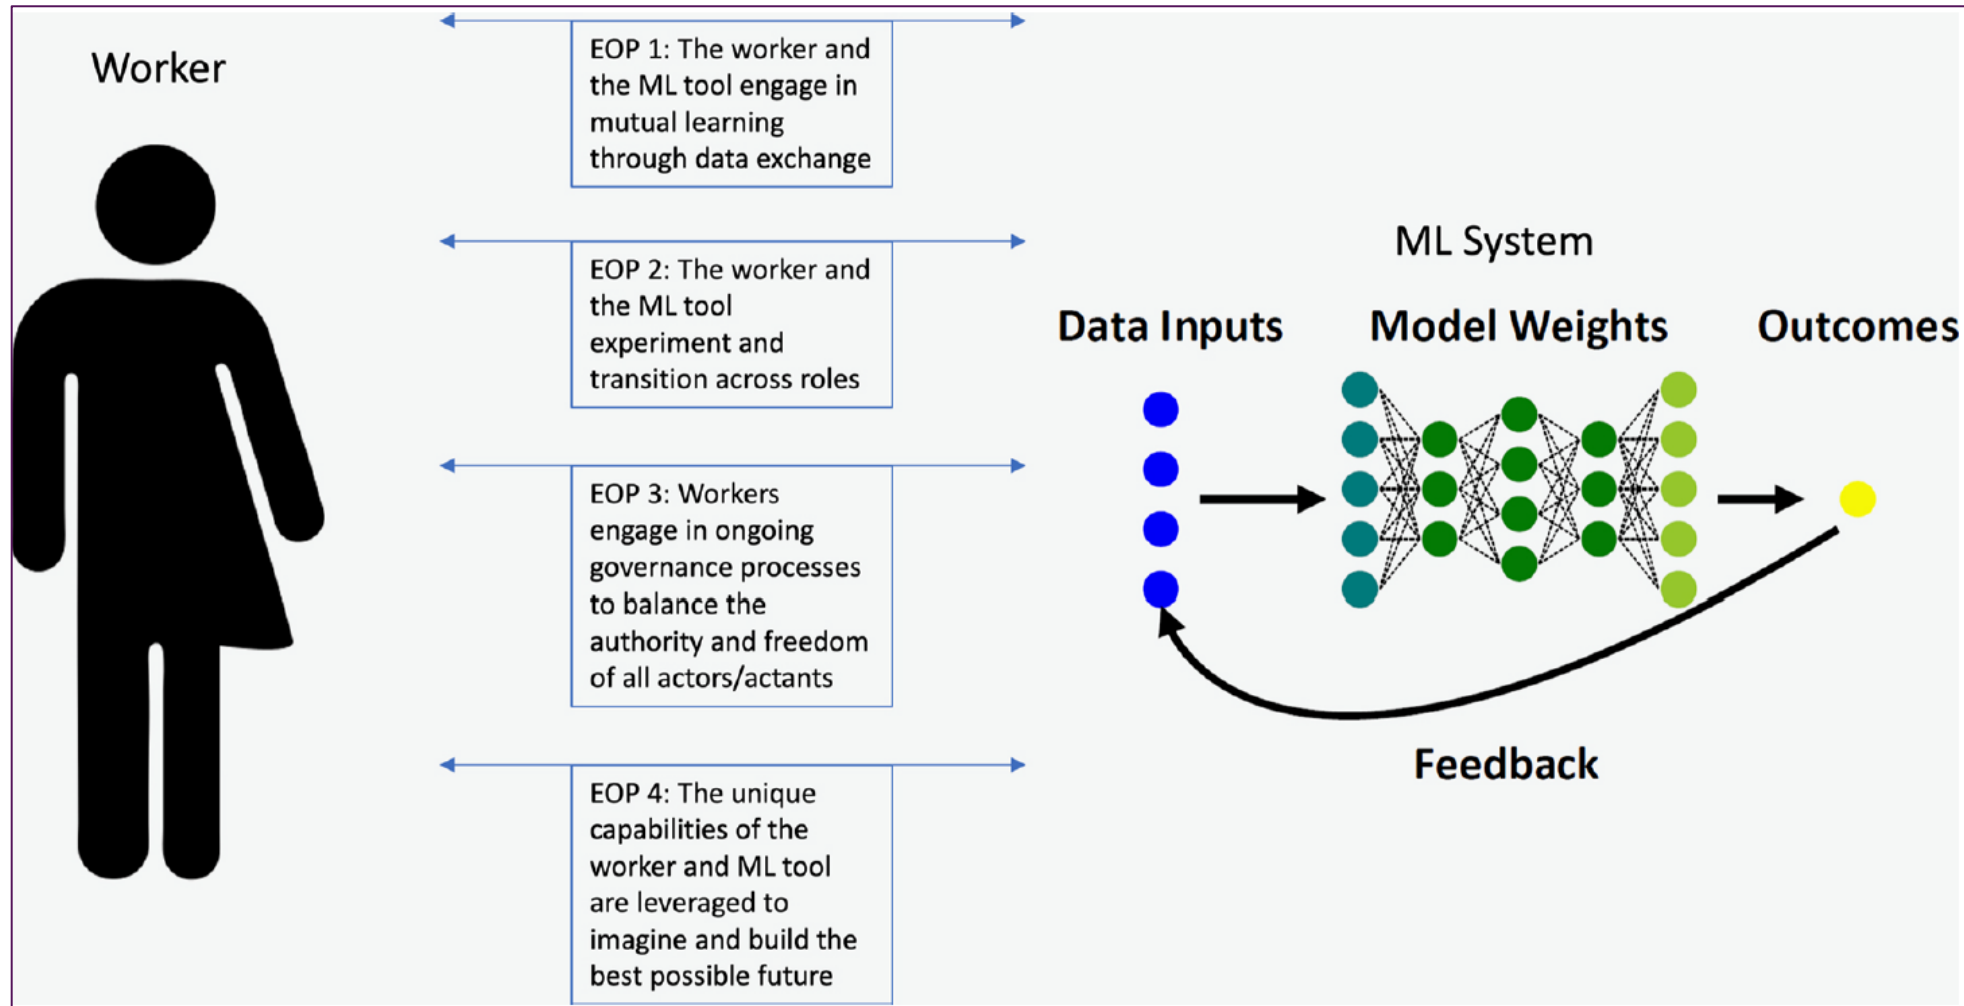 Worker
EOP 1: The worker and
the ML tool engage in
mutual learning
through data exchange
EOP 2: The worker and
the ML tool
experiment and
transition across roles
EOP 3: Workers
engage in ongoing
governance processes
to balance the
authority and freedom
of all actors/actants
EOP 4: The unique
capabilities of the
worker and ML tool
are leveraged to
imagine and build the
best possible future
ML System
Data Inputs
Model Weights
Outcomes
Feedback